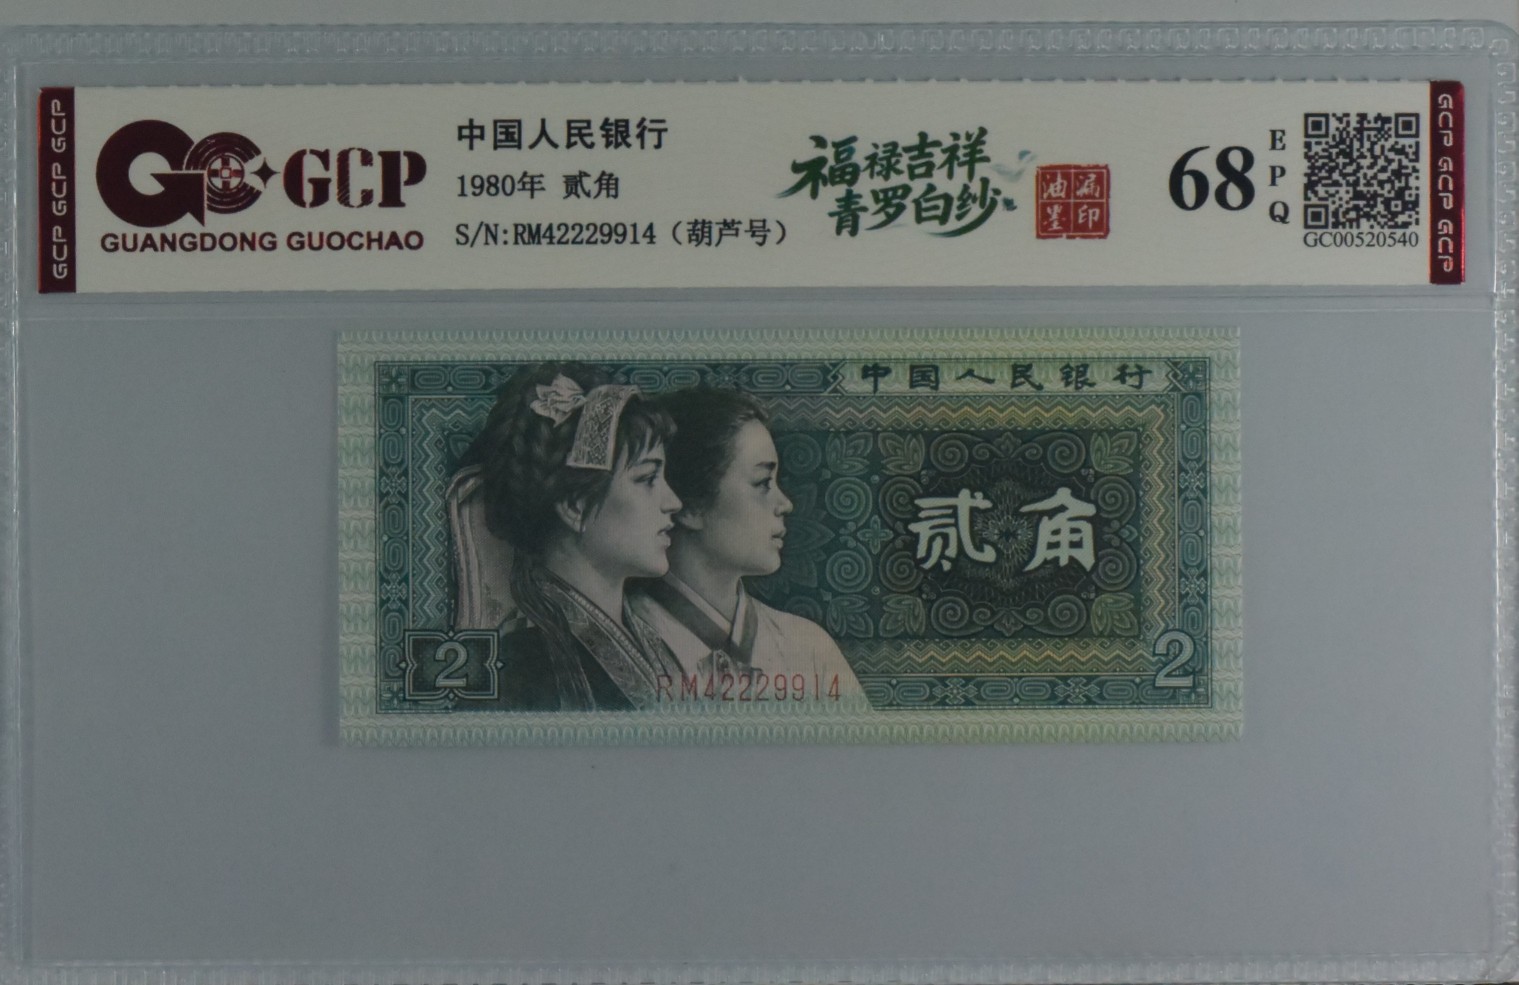 GCP GCP GCP
GCP
GUANGDONG GUOCHAO
中国人民银行
1980年 贰角
S/N:RM42229914（葫芦号）
福禄吉祥
青罗白纱
油墨
漏印
68
EPQ
GC00520540
GCP GCP GCP
中国人民银行
贰角
2
RM42229914
2